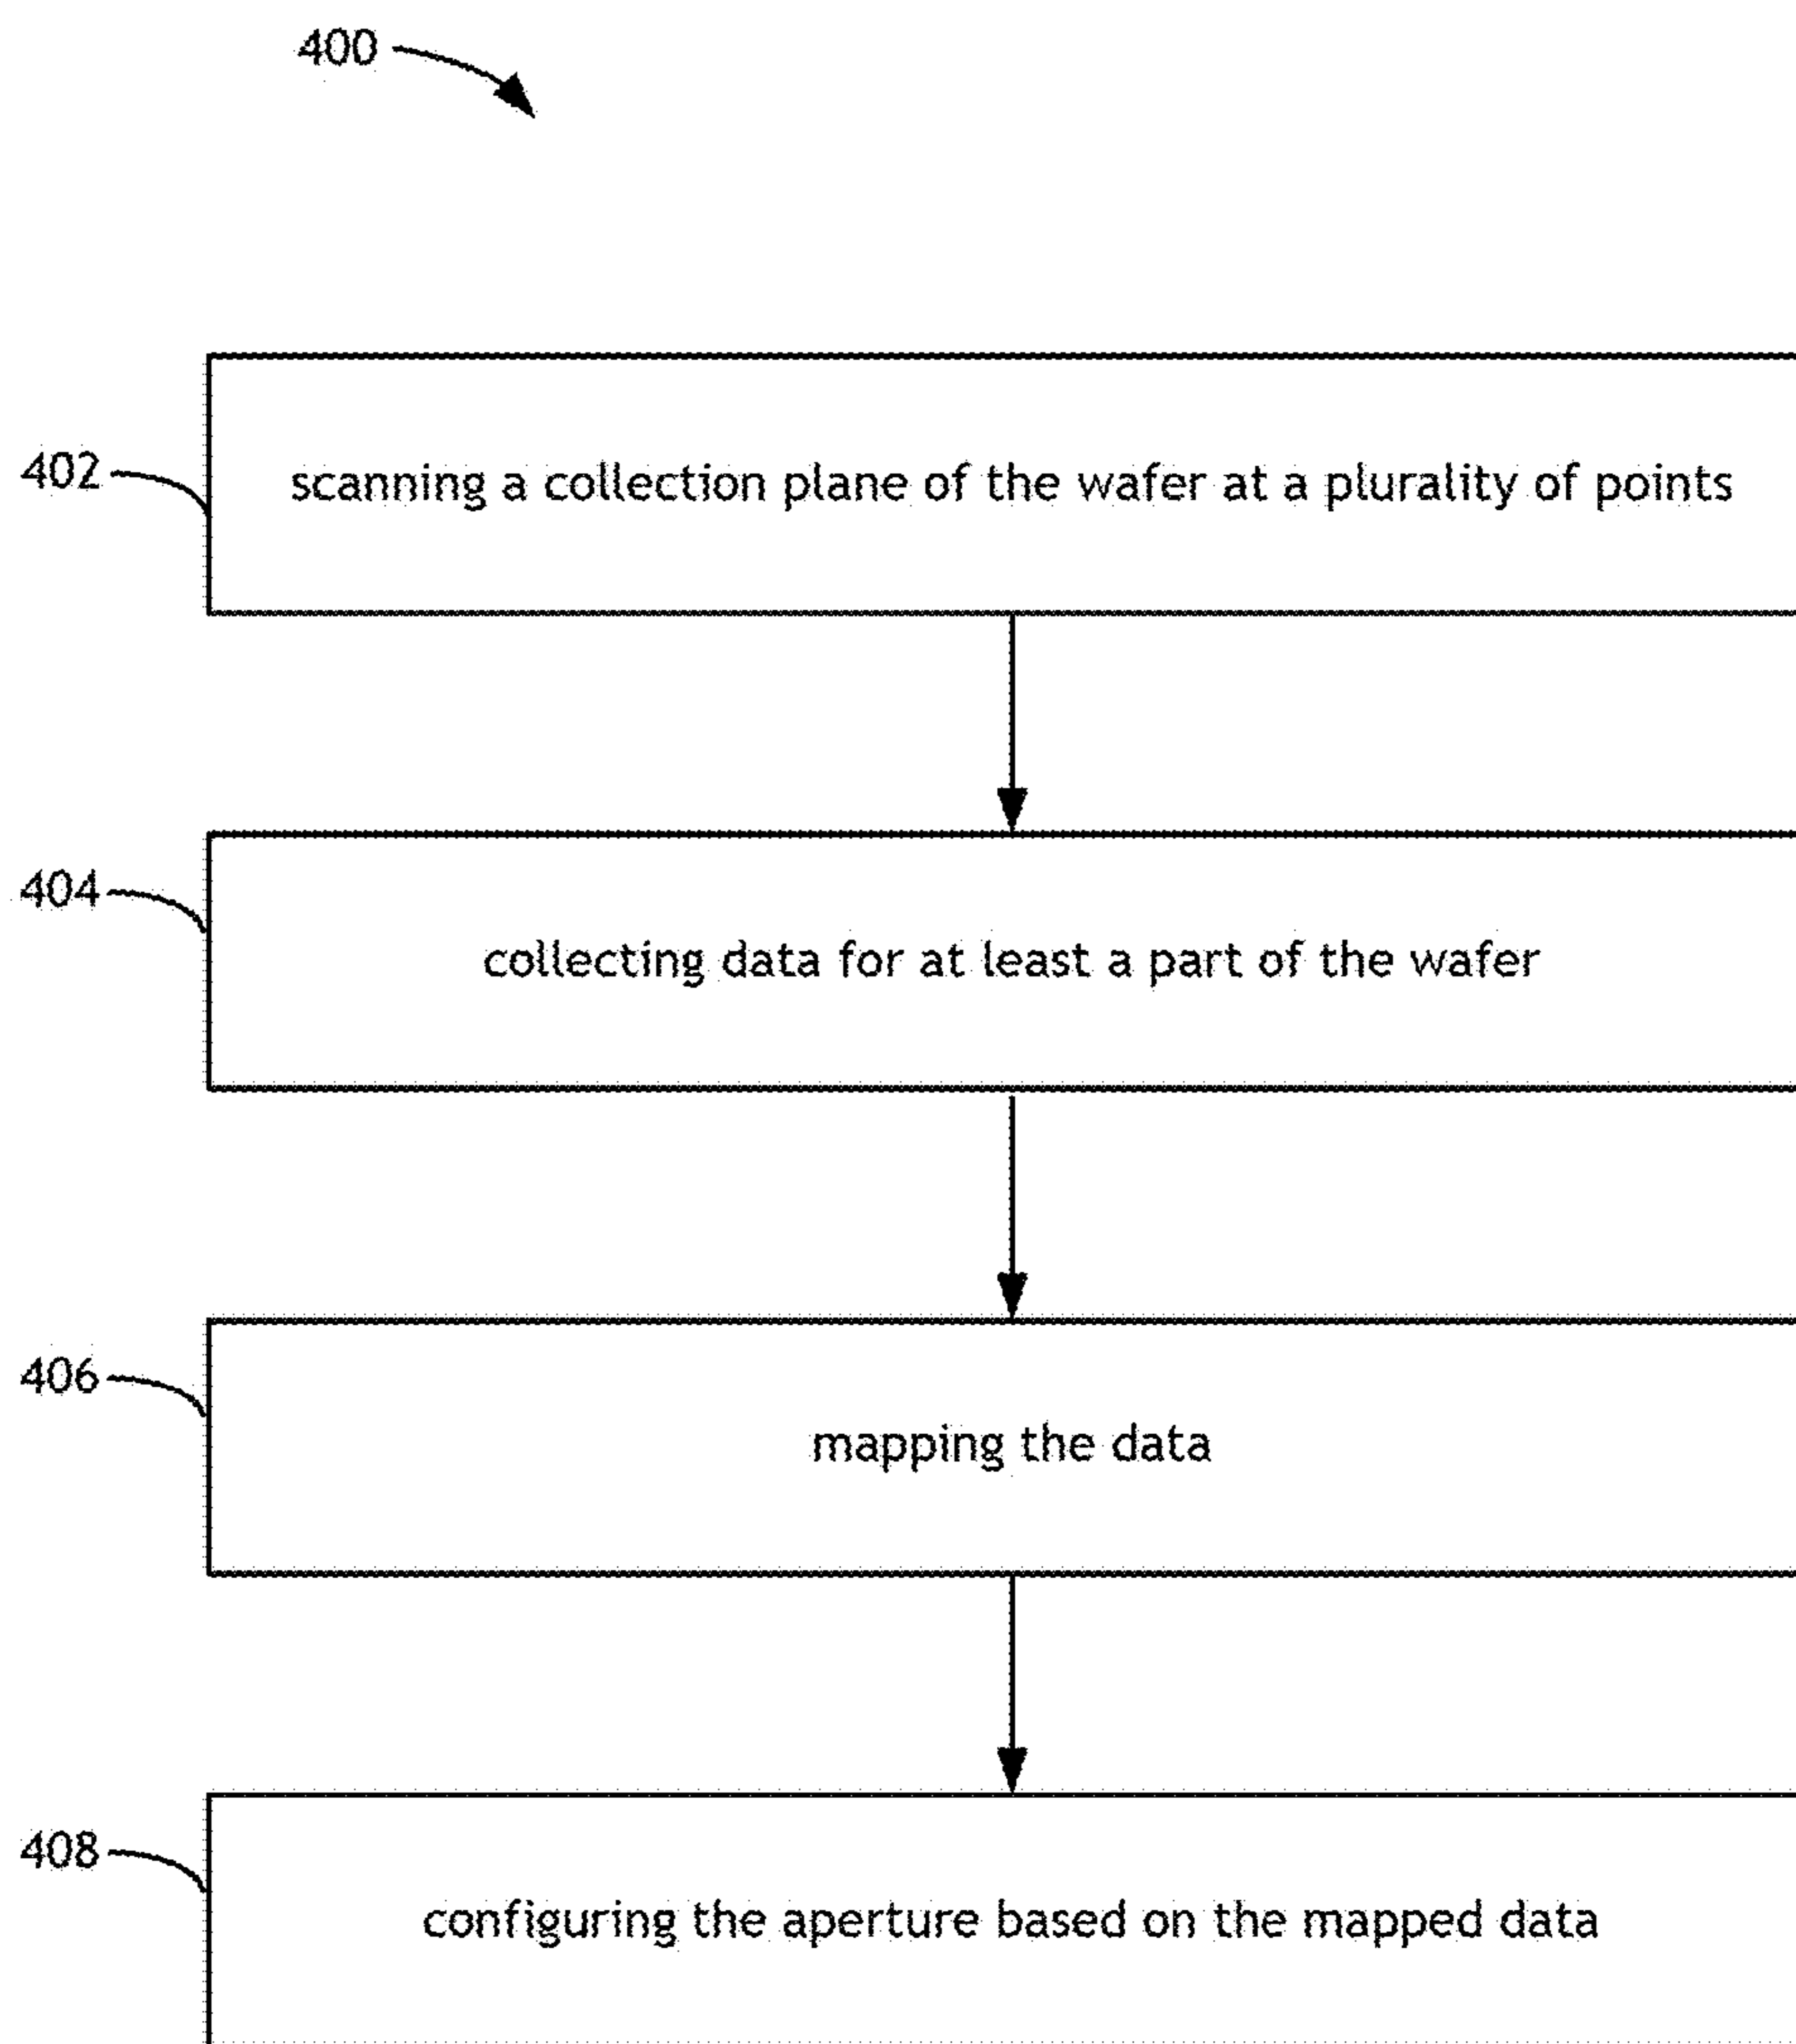 400
402
scanning a collection plane of the wafer at a plurality of points
404
collecting data for at least a part of the wafer
406
mapping the data
408
configuring the aperture based on the mapped data